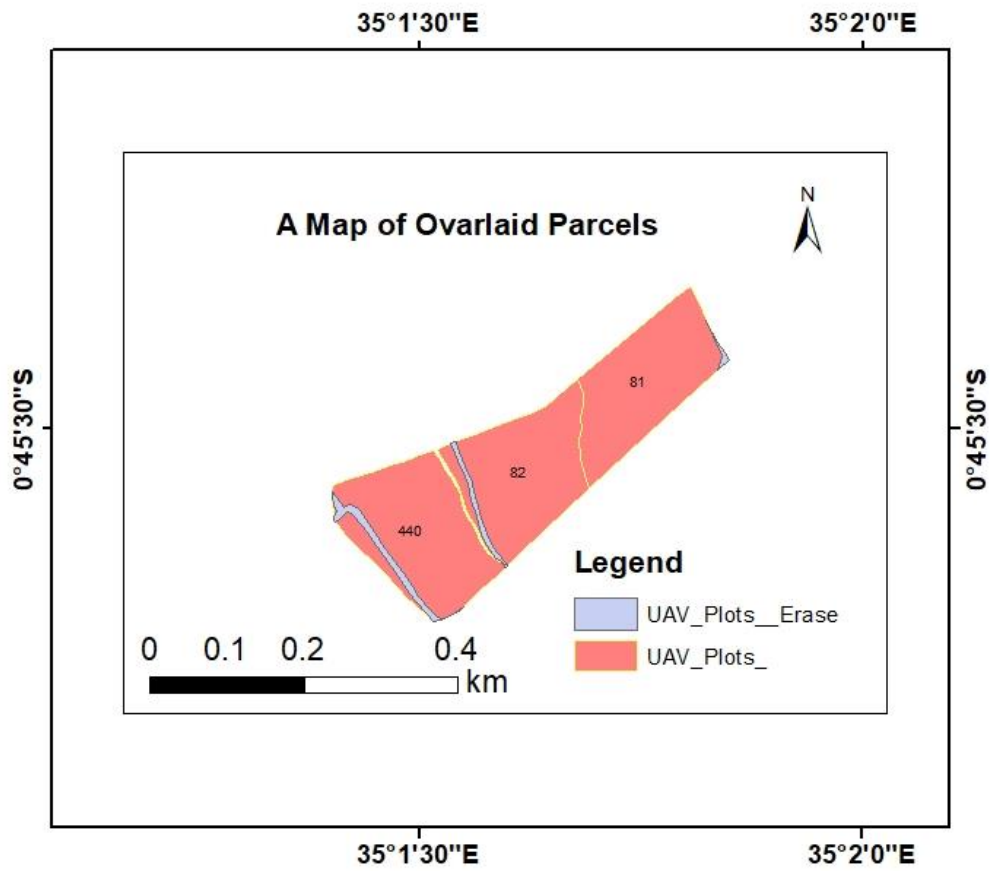 35°1'30"E 35°2'0"E
N
A Map of Ovarlaid Parcels
81
0°45'30"S 0°45'30"S
82
440
Legend
UAV_Plots__Erase
0 0.1 0.2 0.4
UAV_Plots_
km
35°1'30"E 35°2'0"E